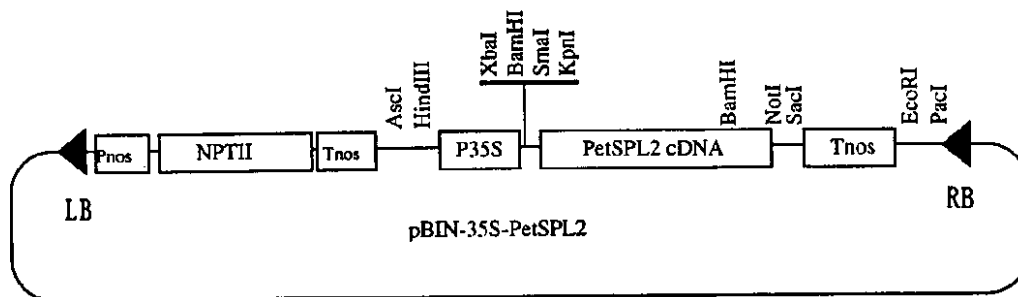 XbaI
BamHI
SmaI
KpnI
AscI
HindIII
BamHI
NotI
SacI
EcoRI
PacI
Pnos
NPTII
Tnos
P35S
PetSPL2 cDNA
Tnos
LB
RB
pBIN-35S-PetSPL2